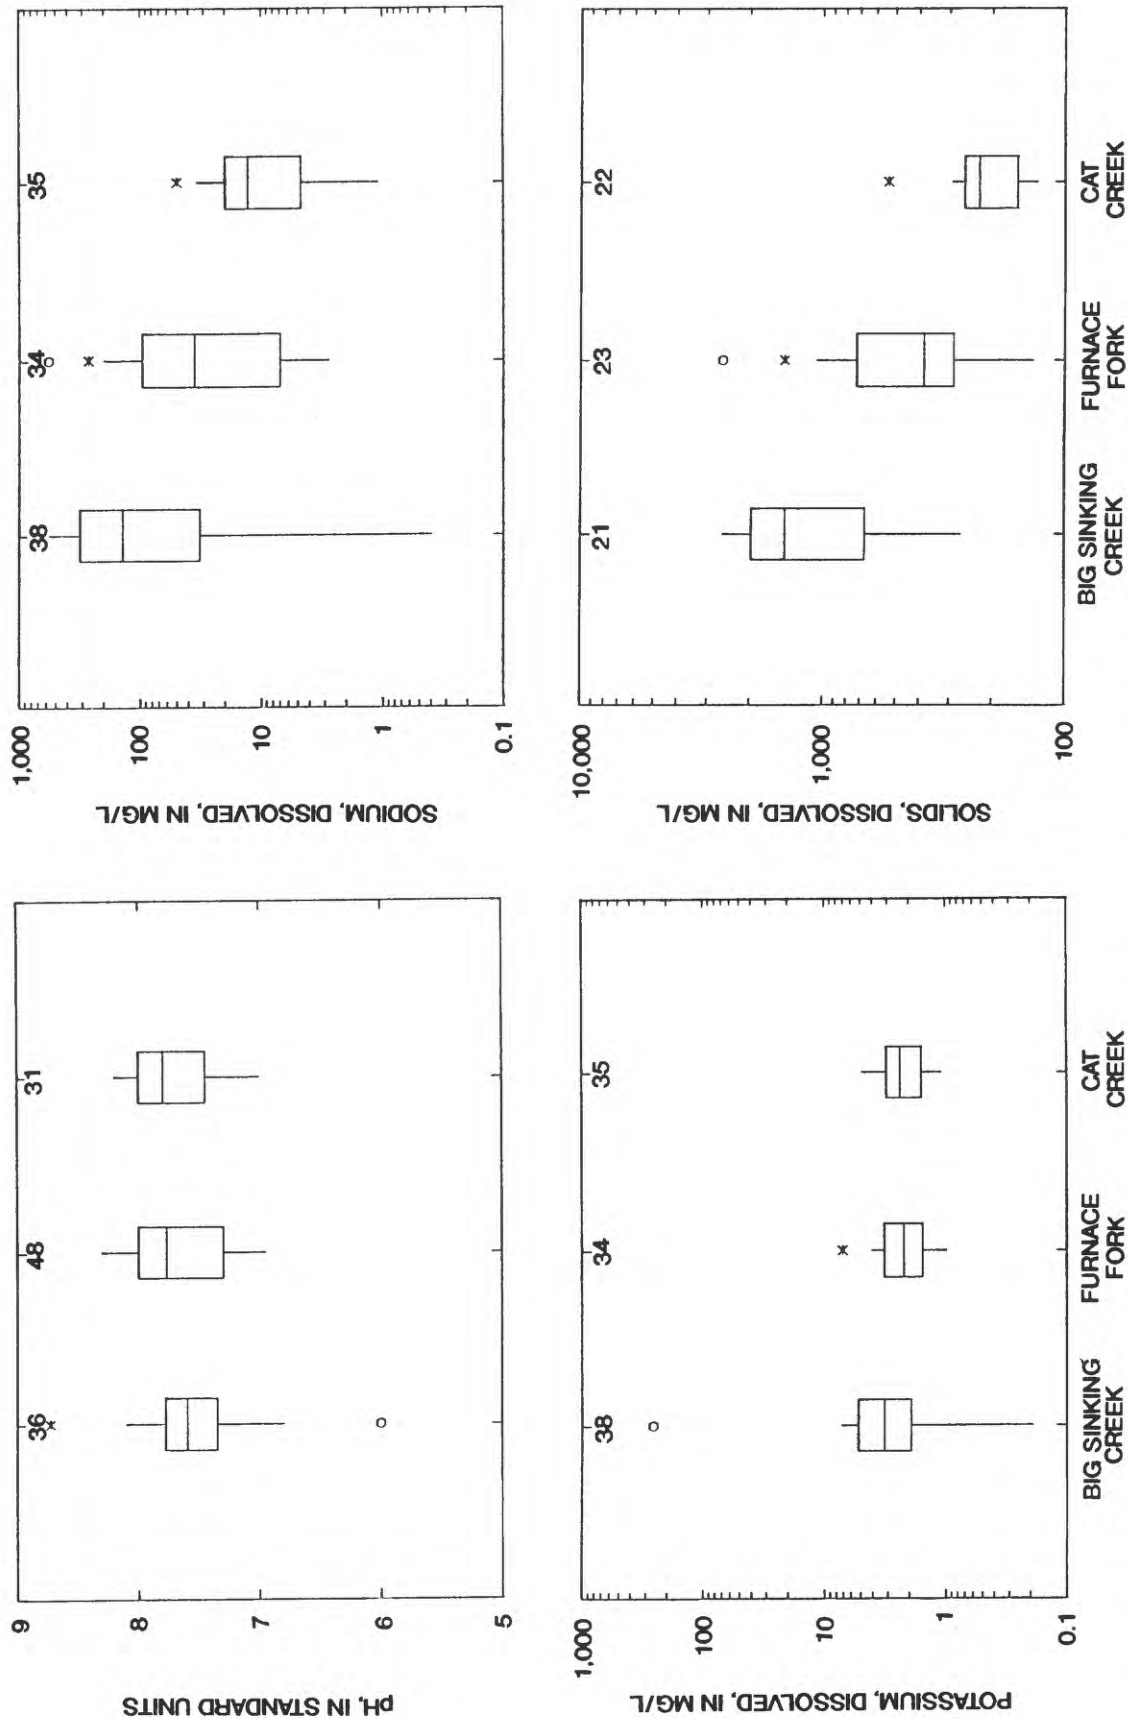 pH, IN STANDARD UNITS
9
8
7
6
5
36
48
31
SODIUM, DISSOLVED, IN MG/L
1,000
100
10
1
0.1
38
34
35
POTASSIUM, DISSOLVED, IN MG/L
1,000
100
10
1
0.1
38
34
35
BIG SINKING
CREEK
FURNACE
FORK
CAT
CREEK
SOLIDS, DISSOLVED, IN MG/L
10,000
1,000
100
21
23
22
BIG SINKING
CREEK
FURNACE
FORK
CAT
CREEK